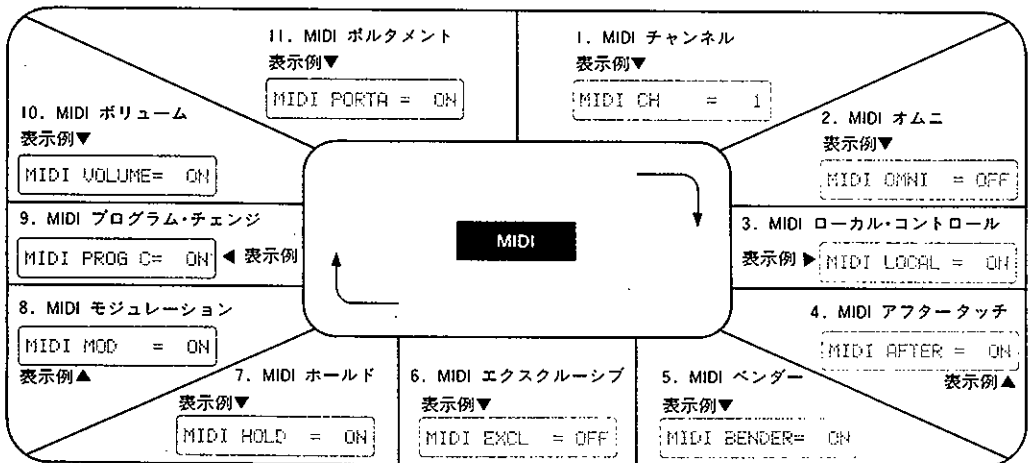 11. MIDI ポルタメント
表示例▼
MIDI PORTA = ON
1. MIDI チャンネル
表示例▼
MIDI CH = 1
2. MIDI オムニ
表示例▼
MIDI OMNI = OFF
3. MIDI ローカル・コントロール
表示例▶ MIDI LOCAL = ON
4. MIDI アフタータッチ
MIDI AFTER = ON
表示例▲
5. MIDI ベンダー
表示例▼
MIDI BENDER= ON
6. MIDI エクスクルーシブ
表示例▼
MIDI EXCL = OFF
7. MIDI ホールド
表示例▼
MIDI HOLD = ON
8. MIDI モジュレーション
MIDI MOD = ON
表示例▲
9. MIDI プログラム・チェンジ
MIDI PROG C= ON ◀ 表示例
10. MIDI ボリューム
表示例▼
MIDI VOLUME= ON
MIDI